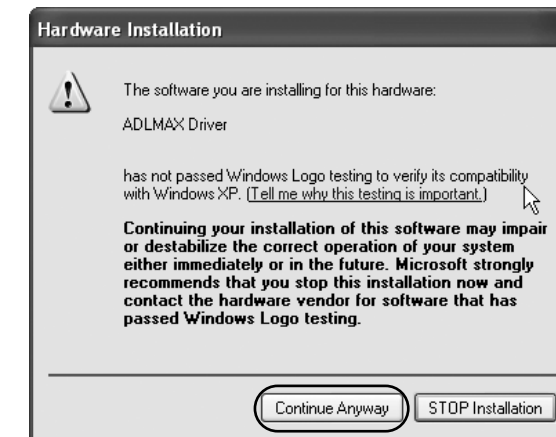 Hardware Installation
The software you are installing for this hardware:
ADLMAX Driver
has not passed Windows Logo testing to verify its compatibility
with Windows XP. (Tell me why this testing is important.)
Continuing your installation of this software may impair
or destabilize the correct operation of your system
either immediately or in the future. Microsoft strongly
recommends that you stop this installation now and
contact the hardware vendor for software that has
passed Windows Logo testing.
Continue Anyway STOP Installation